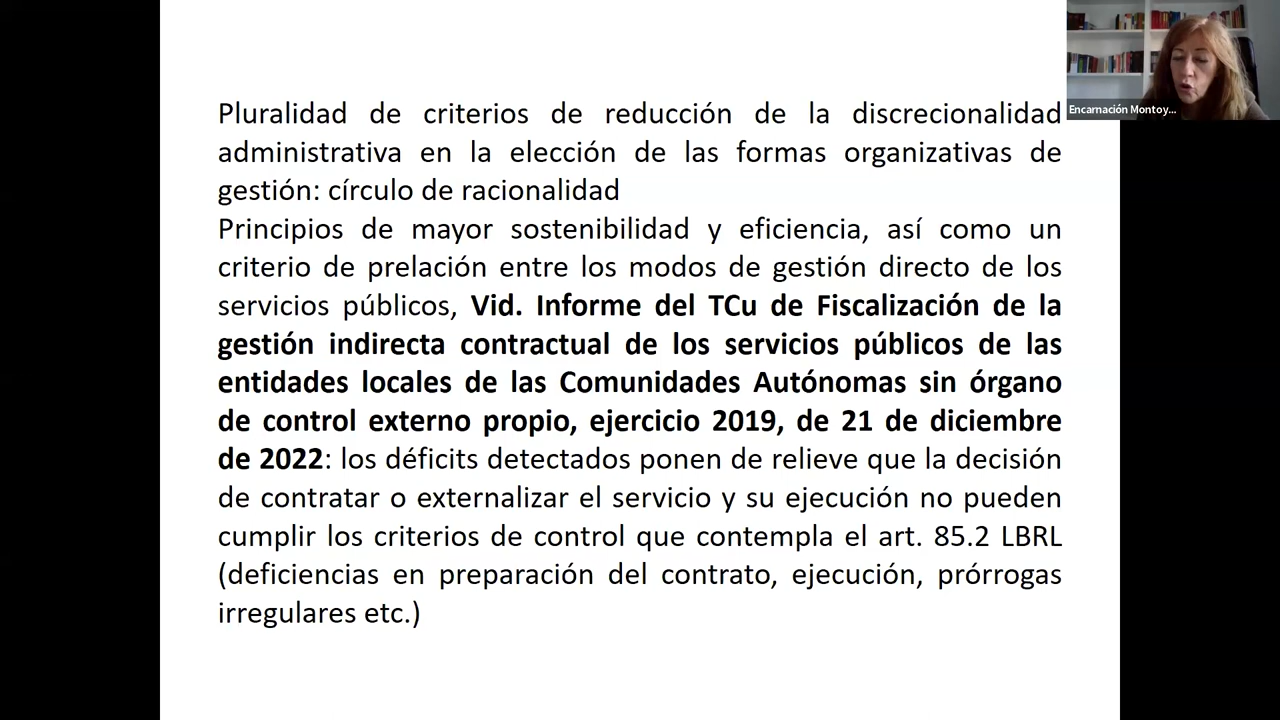 Pluralidad de criterios de reducción de la discrecionalidad
administrativa en la elección de las formas organizativas de
gestión: círculo de racionalidad
Principios de mayor sostenibilidad y eficiencia, así como un
criterio de prelación entre los modos de gestión directo de los
servicios públicos, Vid. Informe del TCu de Fiscalización de la
gestión indirecta contractual de los servicios públicos de las
entidades locales de las Comunidades Autónomas sin órgano
de control externo propio, ejercicio 2019, de 21 de diciembre
de 2022: los déficits detectados ponen de relieve que la decisión
de contratar o externalizar el servicio y su ejecución no pueden
cumplir los criterios de control que contempla el art. 85.2 LBRL
(deficiencias en preparación del contrato, ejecución, prórrogas
irregulares etc.)
Encarnación Montoy...